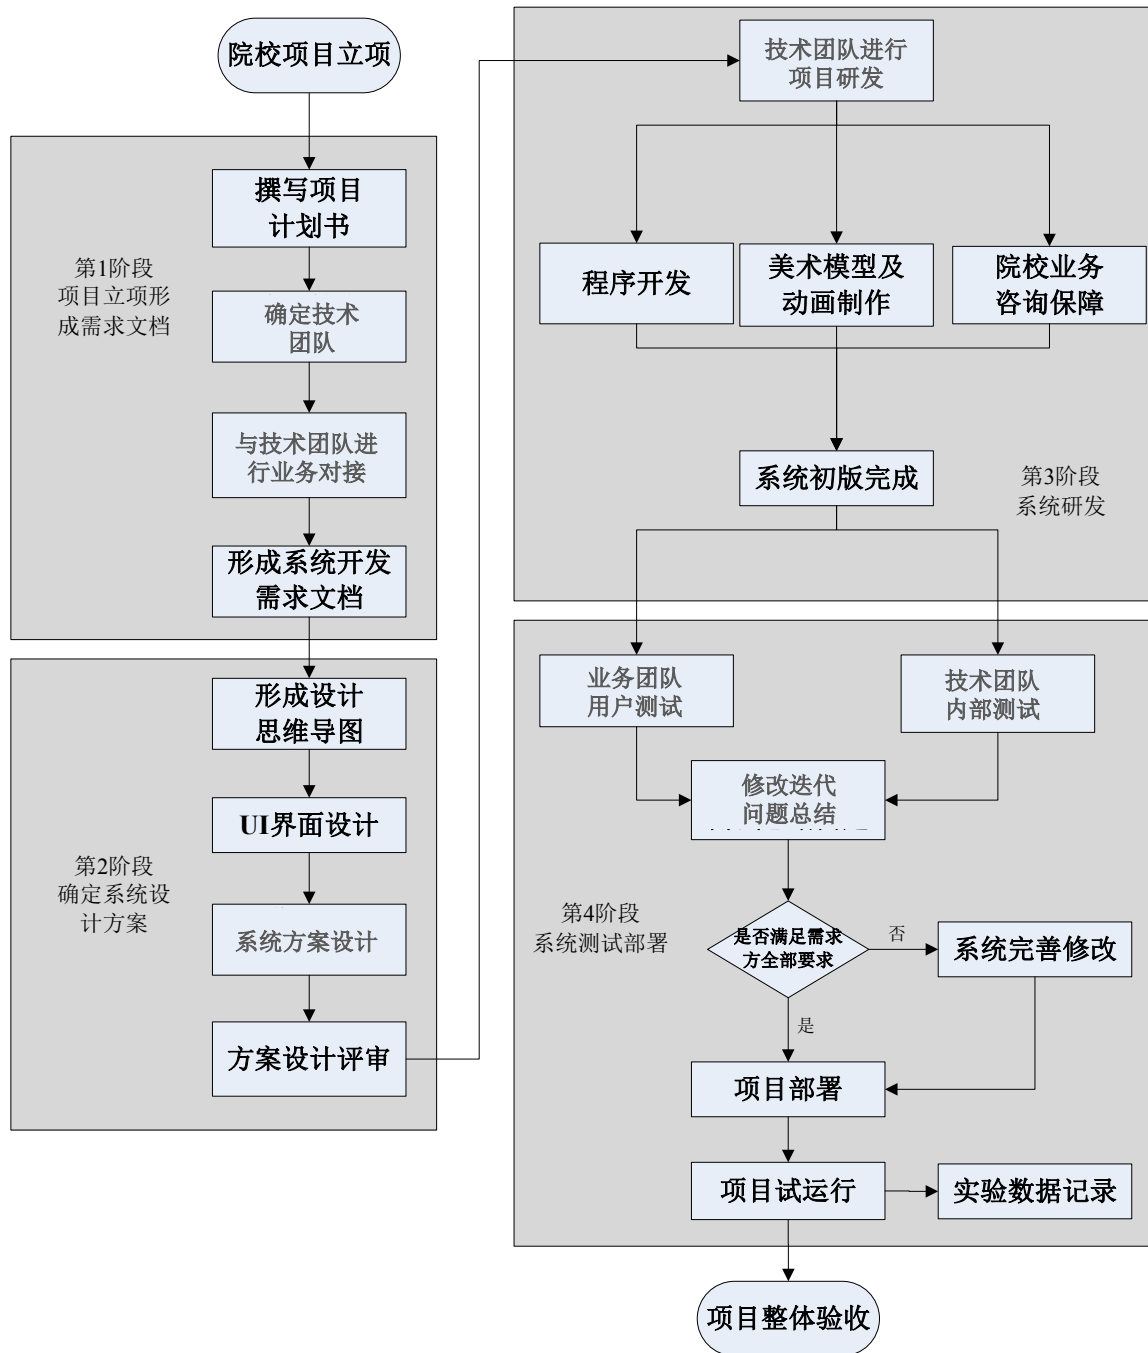 院校项目立项
第1阶段
项目立项形
成需求文档
撰写项目
计划书
确定技术
团队
与技术团队进
行业务对接
形成系统开发
需求文档
第2阶段
确定系统设
计方案
形成设计
思维导图
UI界面设计
系统方案设计
方案设计评审
技术团队进行
项目研发
程序开发
美术模型及
动画制作
院校业务
咨询保障
系统初版完成
第3阶段
系统研发
业务团队
用户测试
技术团队
内部测试
修改迭代
问题总结
第4阶段
系统测试部署
是否满足需求
方全部要求
否
系统完善修改
是
项目部署
项目试运行
实验数据记录
项目整体验收